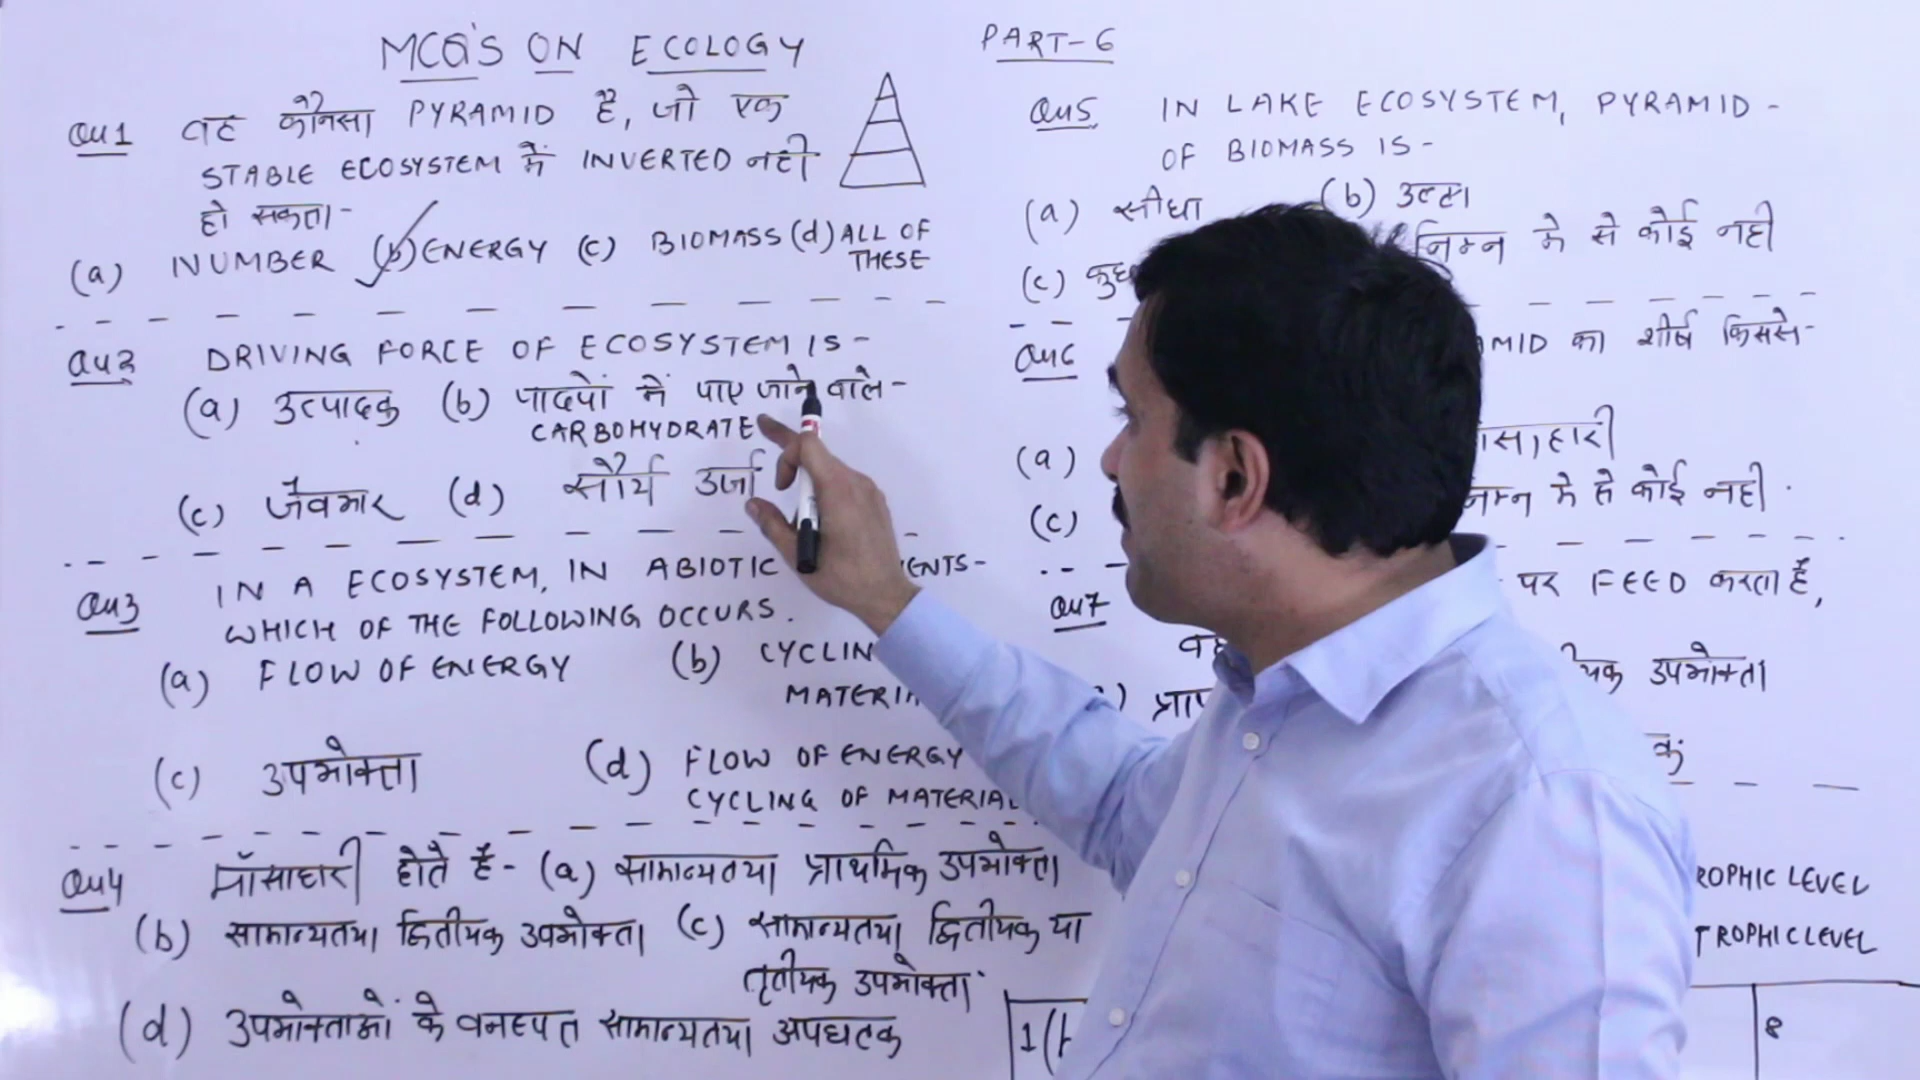 MCQ'S ON ECOLOGY
PART-6
Qu1 वह कौनसा PYRAMID है, जो एक
STABLE ECOSYSTEM में INVERTED नही
हो सकता-
(a) NUMBER (b) ENERGY (c) BIOMASS (d) ALL OF
THESE
Qu2 DRIVING FORCE OF ECOSYSTEM IS-
(a) उत्पादक (b) पादपों में पाए जाने वाले-
CARBOHYDRATE
(c) जैवभार (d) सौर्य उर्जा
Qu3 IN A ECOSYSTEM, IN ABIOTIC
WHICH OF THE FOLLOWING OCCURS.
(a) FLOW OF ENERGY (b)
(c) उपभोक्ता (d) FLOW OF ENERGY
CYCLING OF MATERIAL
Qu4 माँसाहारी होते है- (a) सामान्यतया प्राथमिक उपभोक्ता
(b) सामान्यतया द्वितीयक उपभोक्ता (c) सामान्यतया द्वितीयक या
तृतीयक उपभोक्ता
(d) उपभोक्ताओं के वनस्पत सामान्यतया अपघटक
Qu5 IN LAKE ECOSYSTEM, PYRAMID-
OF BIOMASS IS-
(a) सीधा (b) उल्टा
(c) निम्न मे से कोई नही
Qu6 का शीर्ष किससे-
(a)
(c) मे से कोई नही
Qu7 पर FEED करता है,
उपभोक्ता
LEVEL
TROPHIC LEVEL
1 8